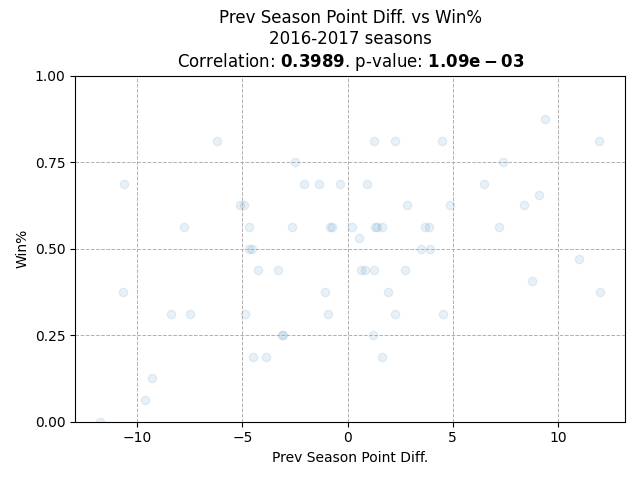 Prev Season Point Diff. vs Win%
2016-2017 seasons
Correlation: 0.3989. p-value: 1.09e − 03
1.00
0.75
0.50
0.25
0.00
Win%
−10
−5
0
5
10
Prev Season Point Diff.